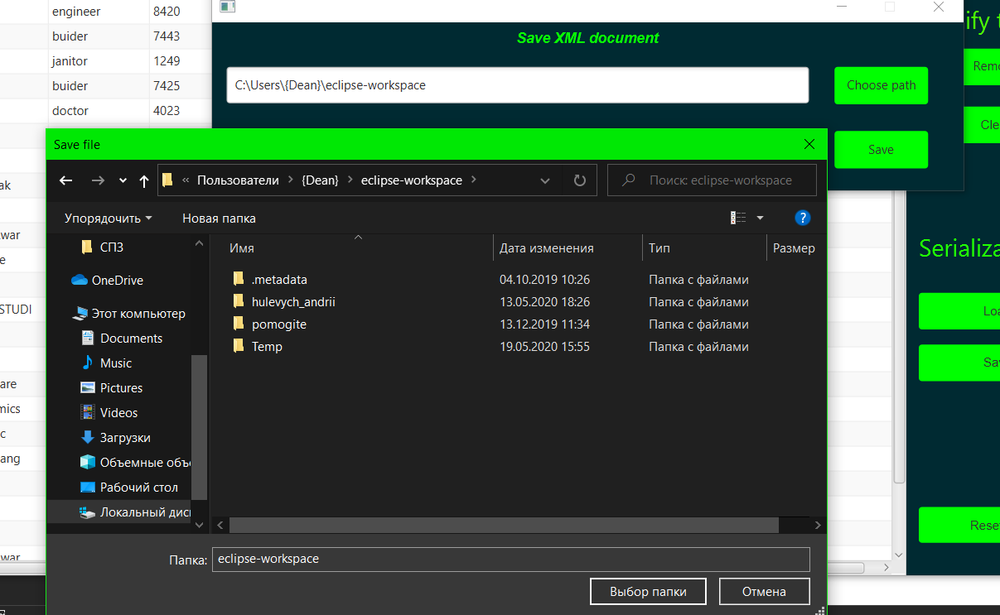 engineer 8420
buider 7443
janitor 1249
buider 7425
doctor 4023
ak
war
e
STUDI
are
mics
c
ang
war
Save XML document
C:\Users\{Dean}\eclipse-workspace
Choose path
Save
ify t
Remo
Cle
Serializa
Loa
Sa
Rese
Save file
« Пользователи > {Dean} > eclipse-workspace >
Поиск: eclipse-workspace
Упорядочить Новая папка
СПЗ
OneDrive
Этот компьютер
Documents
Music
Pictures
Videos
Загрузки
Объемные объ
Рабочий стол
Локальный дис
Имя Дата изменения Тип Размер
.metadata 04.10.2019 10:26 Папка с файлами
hulevych_andrii 13.05.2020 18:26 Папка с файлами
pomogite 13.12.2019 11:34 Папка с файлами
Temp 19.05.2020 15:55 Папка с файлами
Папка: eclipse-workspace
Выбор папки Отмена